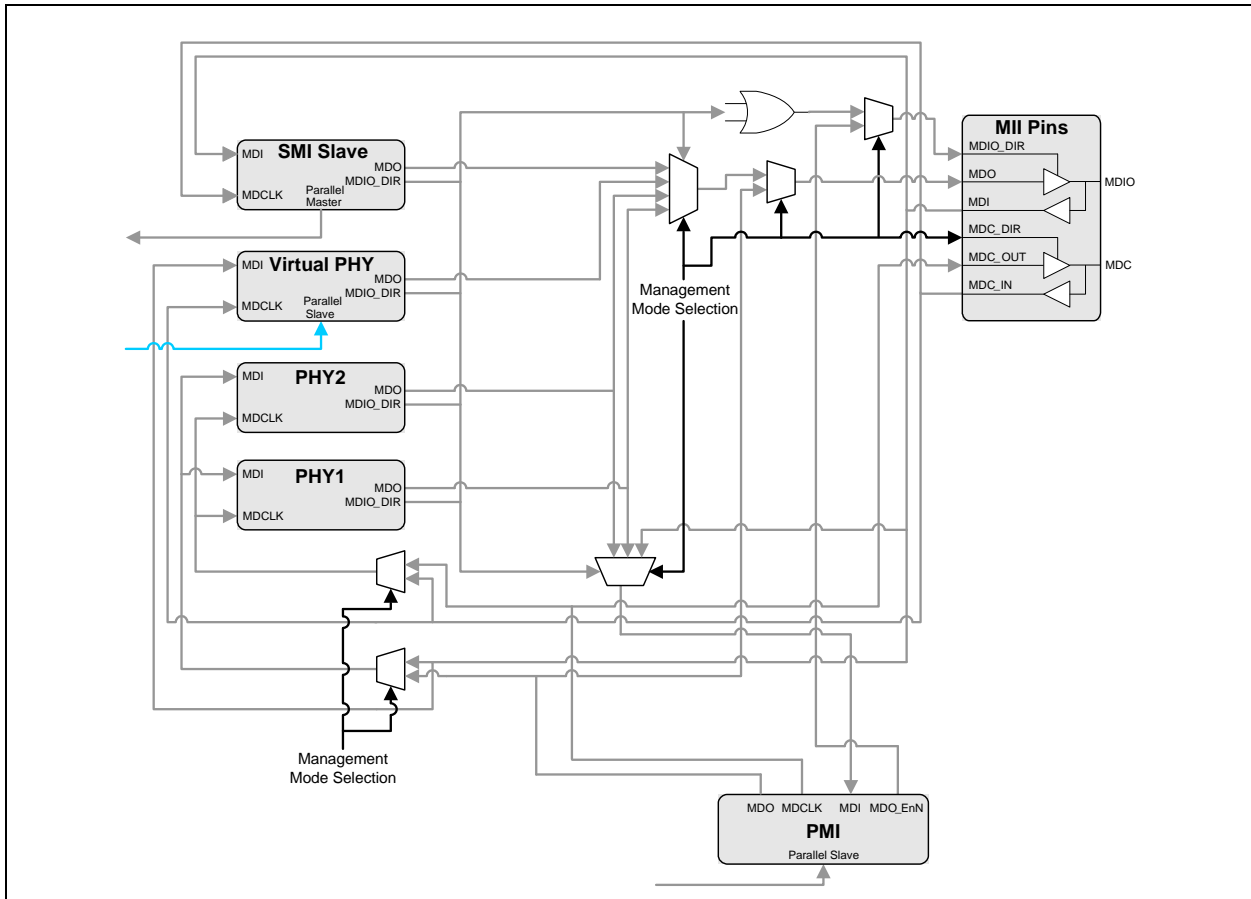 SMI Slave
MDI
MDCLK
MDO
MDIO_DIR
Parallel
Master
Virtual PHY
MDI
MDCLK
MDO
MDIO_DIR
Parallel
Slave
PHY2
MDI
MDCLK
MDO
MDIO_DIR
PHY1
MDI
MDCLK
MDO
MDIO_DIR
Management
Mode Selection
MII Pins
MDIO_DIR
MDO
MDI
MDC_DIR
MDC_OUT
MDC_IN
MDIO
MDC
Management
Mode Selection
MDO
MDCLK
MDI
MDO_EnN
PMI
Parallel Slave